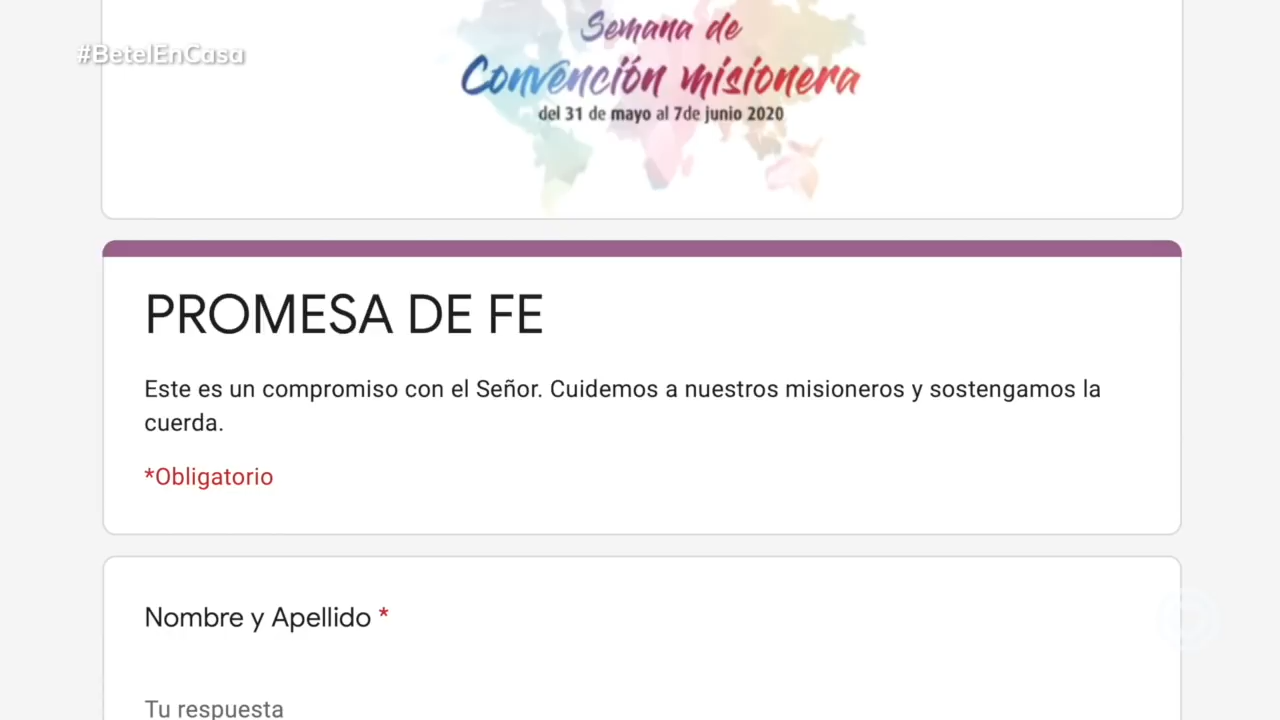 #BetelEnCasa
Semana de
Convención misionera
del 31 de mayo al 7de junio 2020
PROMESA DE FE
Este es un compromiso con el Señor. Cuidemos a nuestros misioneros y sostengamos la
cuerda.
*Obligatorio
Nombre y Apellido *
Tu respuesta